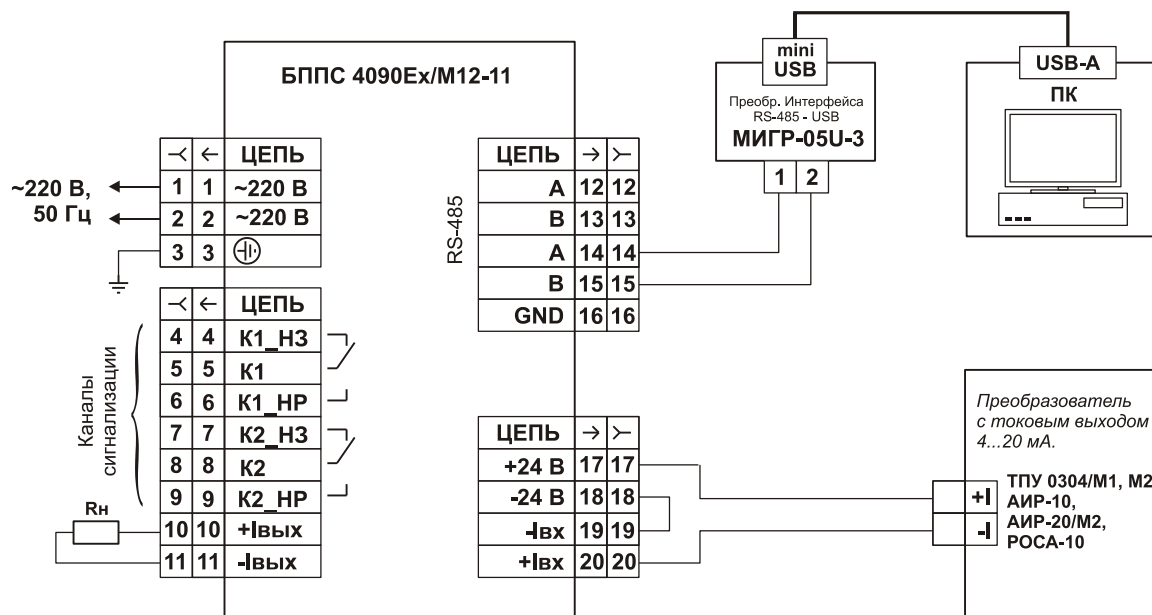 БППС 4090Ex/М12-11
ЦЕПЬ
~220 В,
50 Гц
1 1 ~220 В
2 2 ~220 В
3 3
ЦЕПЬ
Каналы
сигнализации
4 4 К1_НЗ
5 5 К1
6 6 К1_НР
7 7 К2_НЗ
8 8 К2
9 9 К2_НР
Rн
10 10 +Iвых
11 11 -Iвых
RS-485
ЦЕПЬ
A 12 12
B 13 13
A 14 14
B 15 15
GND 16 16
ЦЕПЬ
+24 В 17 17
-24 В 18 18
-Iвх 19 19
+Iвх 20 20
mini
USB
Преобр. Интерфейса
RS-485 - USB
МИГР-05U-3
1 2
USB-A
ПК
Преобразователь
с токовым выходом
4...20 мА.
+I
-I
ТПУ 0304/М1, М2
АИР-10,
АИР-20/М2,
РОСА-10